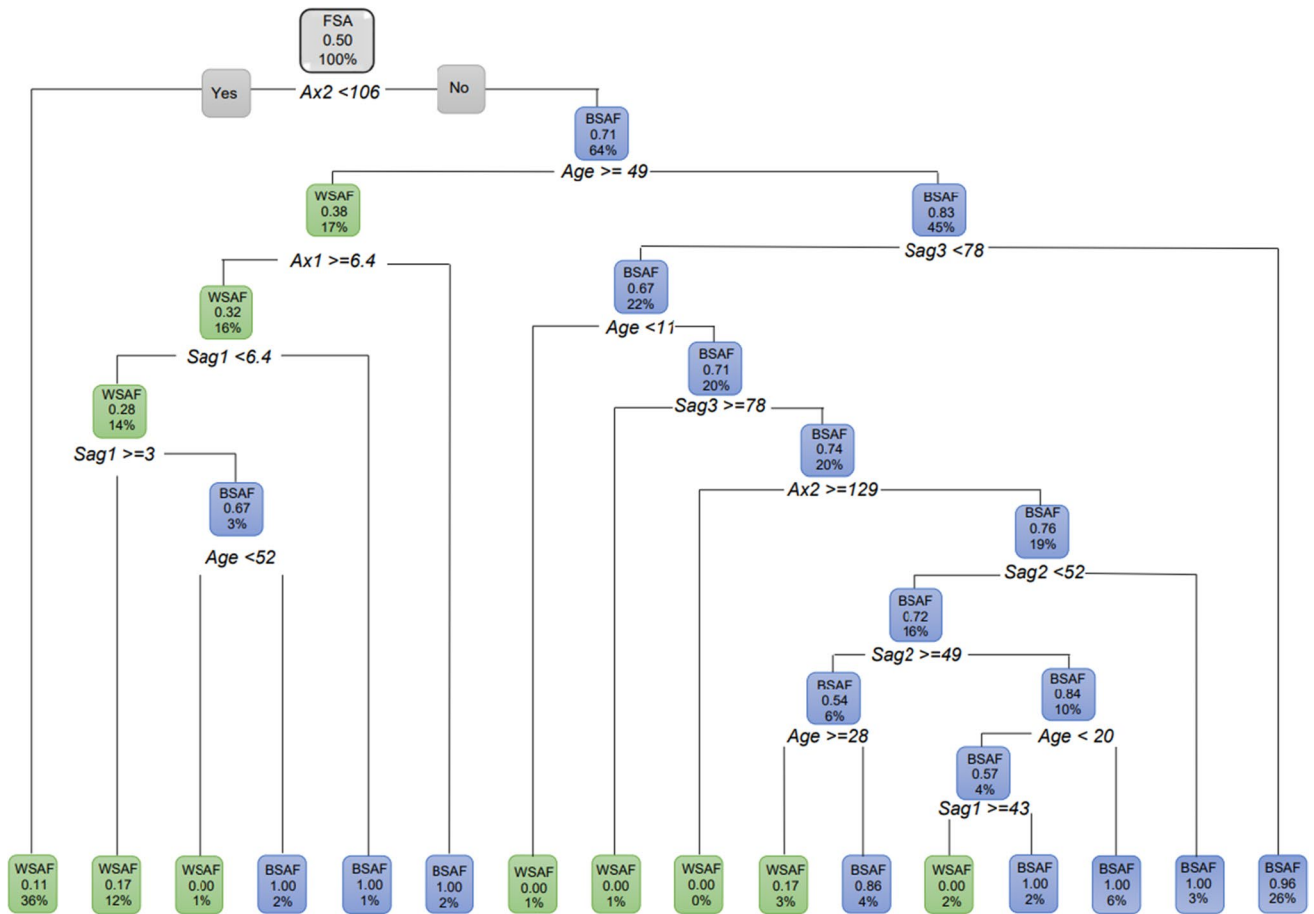 FSA
0.50
100%
Yes
Ax2 <106
No
BSAF
0.71
64%
Age >= 49
WSAF
0.38
17%
BSAF
0.83
45%
Ax1 >=6.4
Sag3 <78
WSAF
0.32
16%
BSAF
0.67
22%
Sag1 <6.4
Age <11
WSAF
0.28
14%
BSAF
0.71
20%
Sag1 >=3
Sag3 >=78
BSAF
0.67
3%
BSAF
0.74
20%
Age <52
Ax2 >=129
BSAF
0.76
19%
Sag2 <52
BSAF
0.72
16%
Sag2 >=49
BSAF
0.54
6%
BSAF
0.84
10%
Age >=28
Age < 20
BSAF
0.57
4%
Sag1 >=43
WSAF
0.11
36%
WSAF
0.17
12%
WSAF
0.00
1%
BSAF
1.00
2%
BSAF
1.00
1%
BSAF
1.00
2%
WSAF
0.00
1%
WSAF
0.00
1%
WSAF
0.00
0%
WSAF
0.17
3%
BSAF
0.86
4%
WSAF
0.00
2%
BSAF
1.00
2%
BSAF
1.00
6%
BSAF
1.00
3%
BSAF
0.96
26%